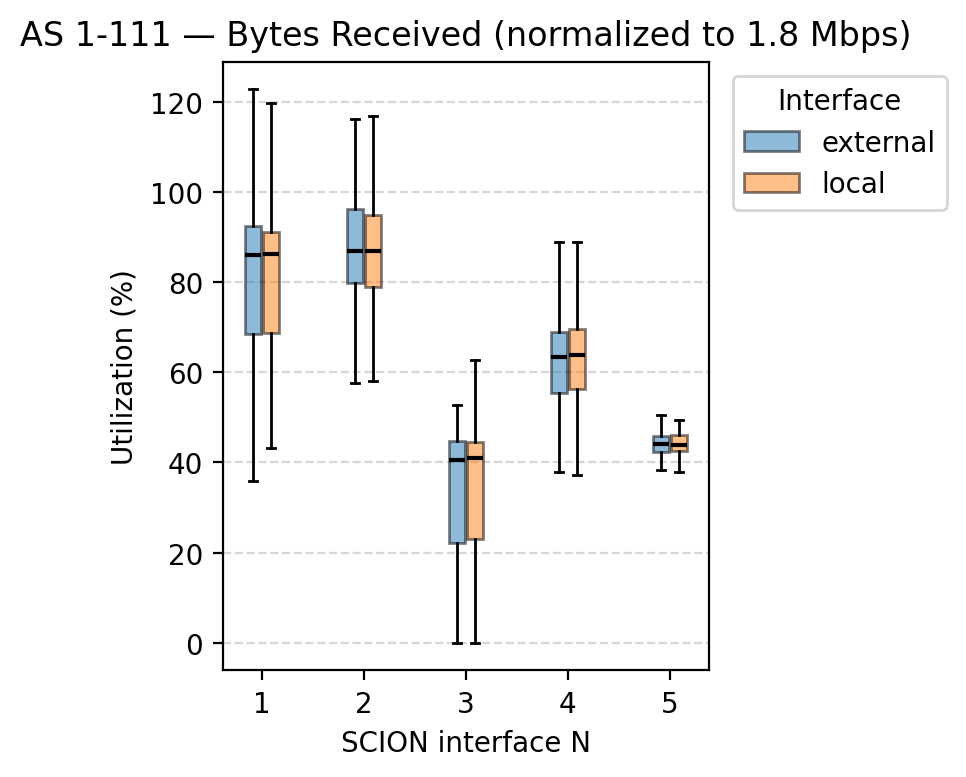 AS 1-111 — Bytes Received (normalized to 1.8 Mbps)
Interface
external
local
Utilization (%)
120
100
80
60
40
20
0
1 2 3 4 5
SCION interface N